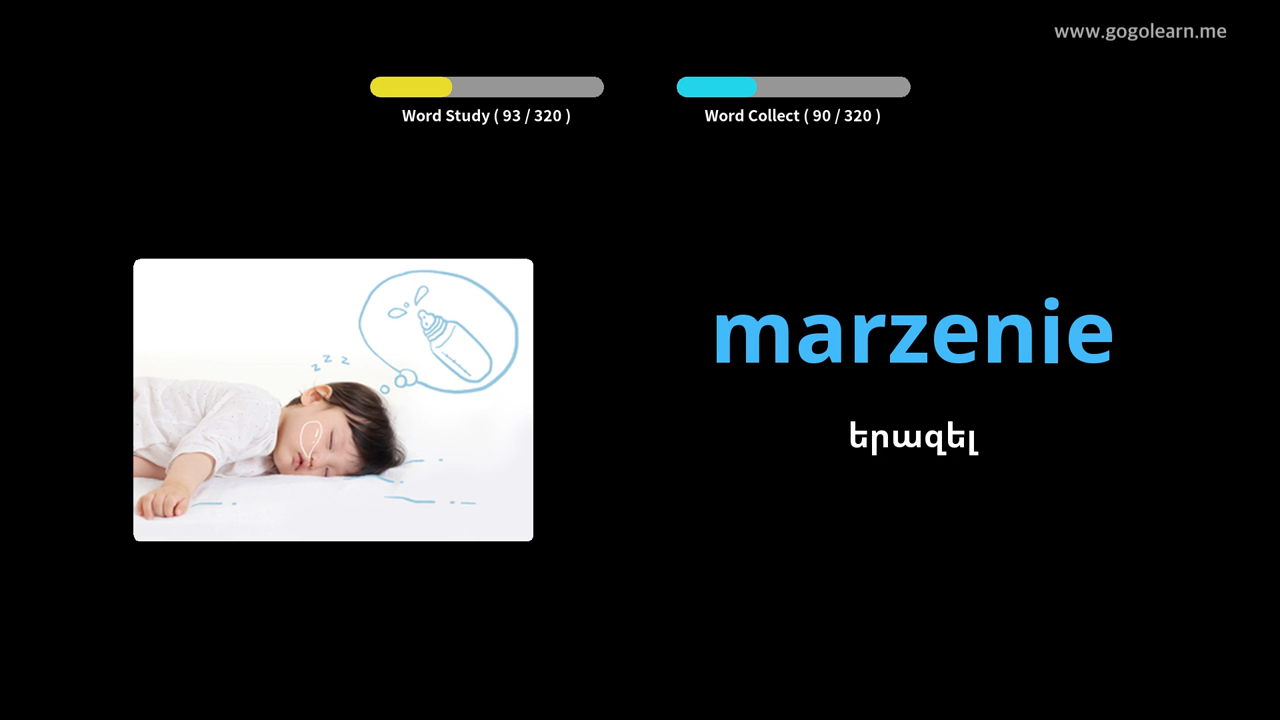 www.gogolearn.me
Word Study ( 93 / 320 )
Word Collect ( 90 / 320 )
z z z
marzenie
երազել